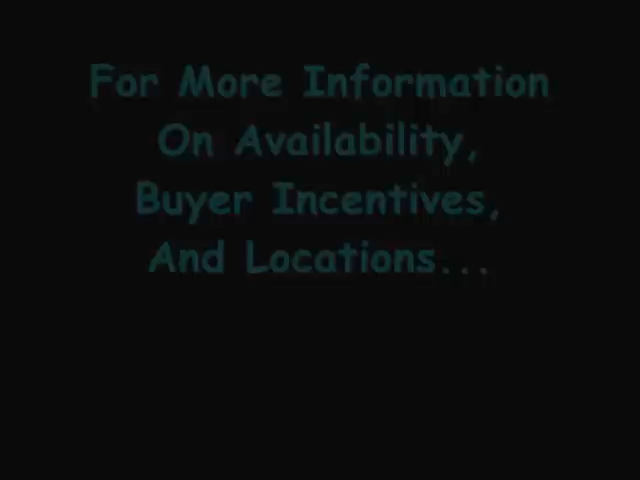 For More Information
On Availability,
Buyer Incentives,
And Locations...